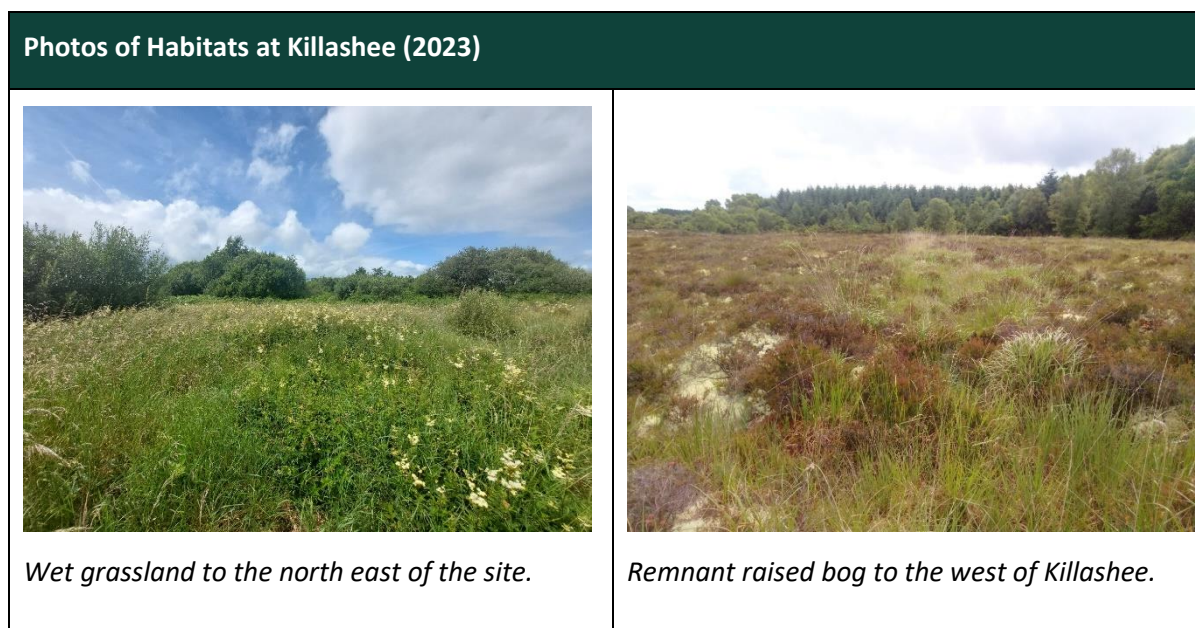 Photos of Habitats at Killashee (2023)
Wet grassland to the north east of the site.
Remnant raised bog to the west of Killashee.